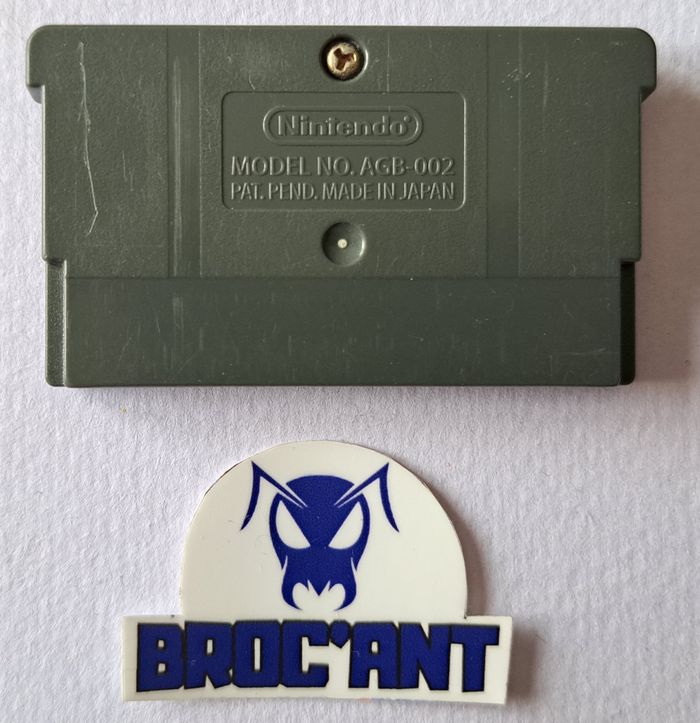 Nintendo®
MODEL NO. AGB-002
PAT. PEND. MADE IN JAPAN
BROC'ANT